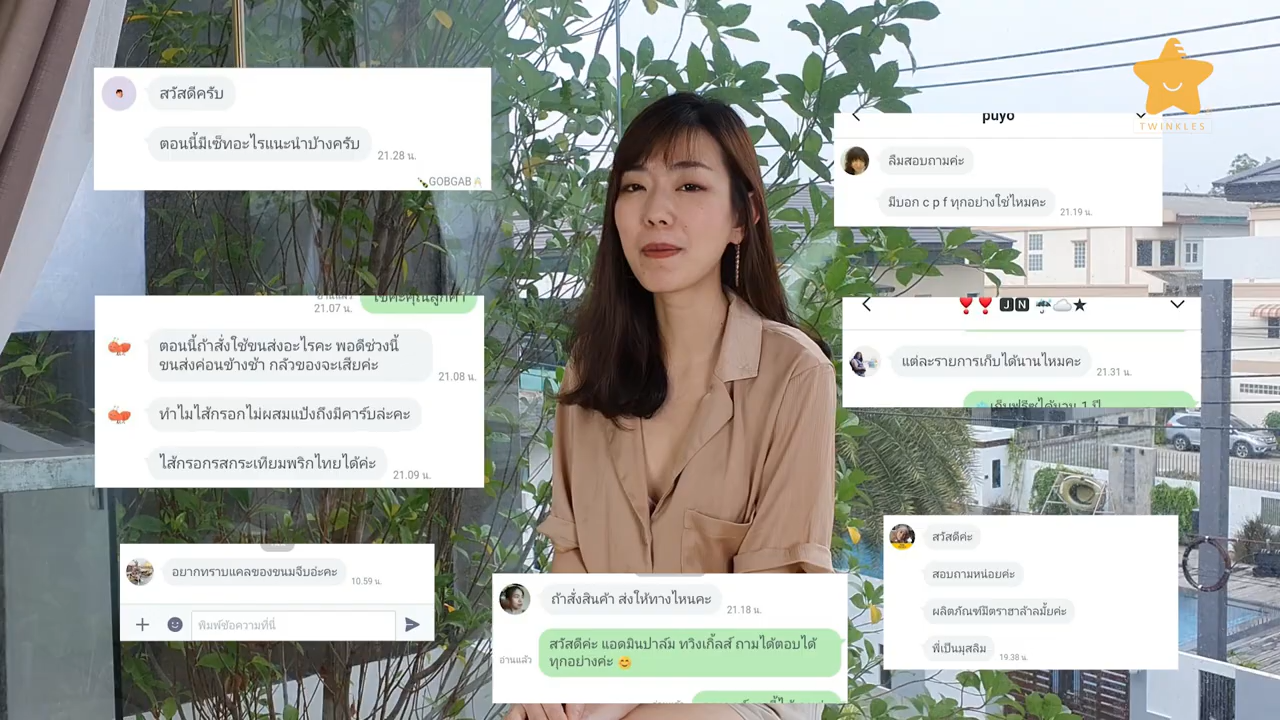 สวัสดีครับ
ตอนนี้มีเซ็ทอะไรแนะนำบ้างครับ
21.28 น.
GOBGAB
21.07 น.
ตอนนี้ถ้าสั่งใช้ขนส่งอะไรคะ พอดีช่วงนี้
ขนส่งค่อนข้างช้า กลัวของจะเสียค่ะ
21.08 น.
ทำไมไส้กรอกไม่ผสมแป้งถึงมีคาร์บล่ะคะ
ไส้กรอกรสกระเทียมพริกไทยได้ค่ะ
21.09 น.
อยากทราบแคลของขนมจีบอ่ะคะ
10.59 น.
พิมพ์ข้อความที่นี่
ถ้าสั่งสินค้า ส่งให้ทางไหนคะ
21.18 น.
สวัสดีค่ะ แอดมินปาล์ม ทวิงเกิ้ลส์ ถามได้ตอบได้
ทุกอย่างค่ะ 😊
อ่านแล้ว
TWINKLES
puyo
ลืมสอบถามค่ะ
มีบอก c p f ทุกอย่างใช่ไหมคะ
21.19 น.
❣️❣️ 🅹🅽 ☔☁★
แต่ละรายการเก็บได้นานไหมคะ
21.31 น.
สวัสดีค่ะ
สอบถามหน่อยค่ะ
ผลิตภัณฑ์มีตราฮาล้าลมั้ยค่ะ
พี่เป็นมุสลิม
19.38 น.